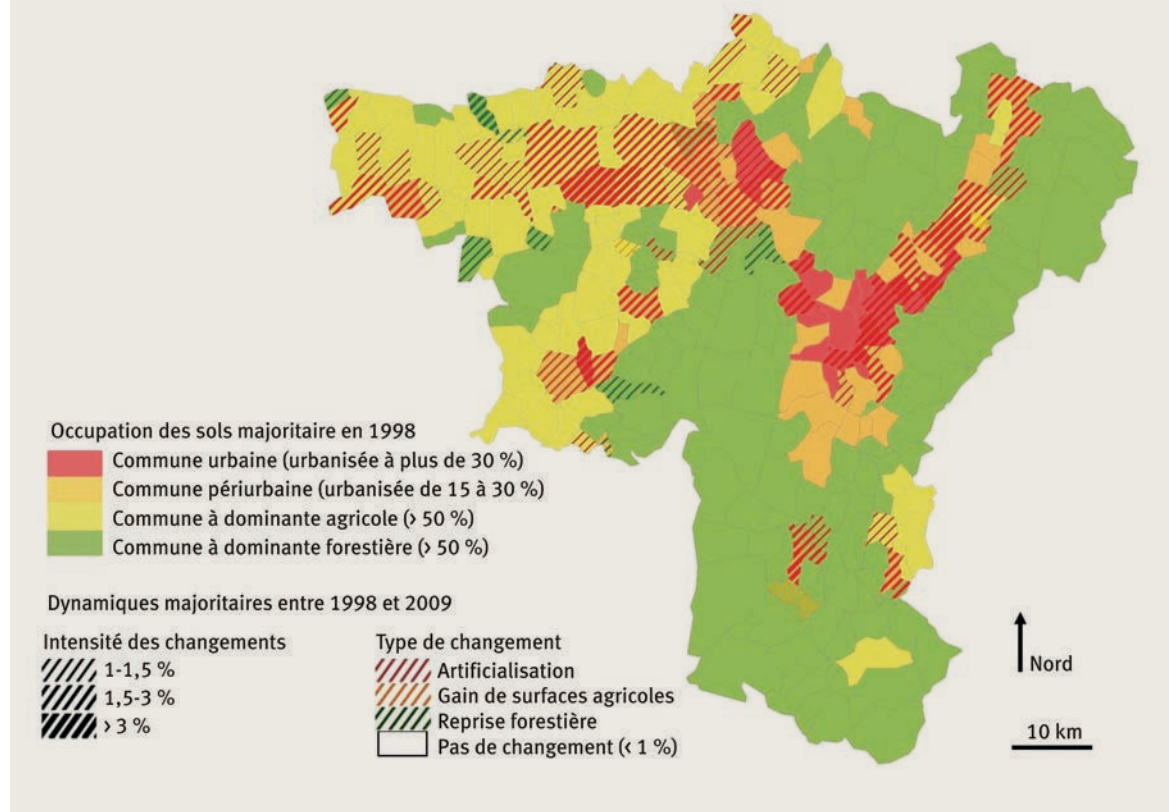 Occupation des sols majoritaire en 1998
Commune urbaine (urbanisée à plus de 30 %)
Commune périurbaine (urbanisée de 15 à 30 %)
Commune à dominante agricole (> 50 %)
Commune à dominante forestière (> 50 %)
Dynamiques majoritaires entre 1998 et 2009
Intensité des changements
1-1,5 %
1,5-3 %
> 3 %
Type de changement
Artificialisation
Gain de surfaces agricoles
Reprise forestière
Pas de changement (< 1 %)
Nord
10 km